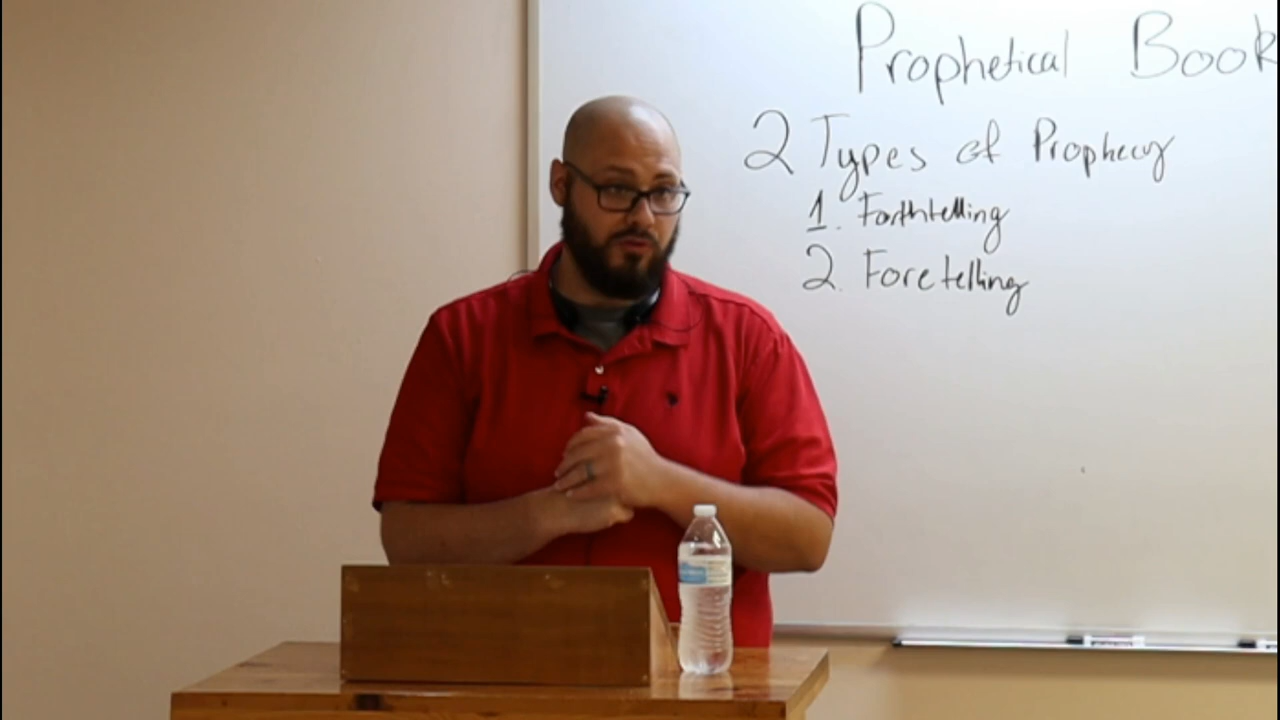 Prophetical Book
2 Types of Prophecy
1. Forthtelling
2. Foretelling